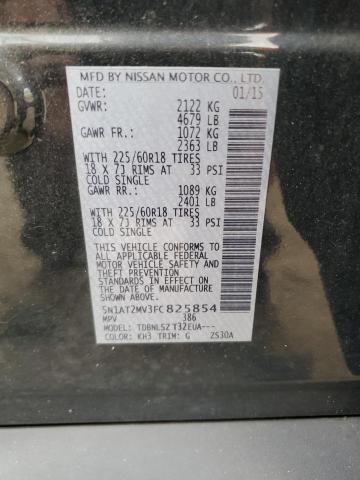 MFD BY NISSAN MOTOR CO., LTD.
DATE: 01/15
GVWR: 2122 KG
4679 LB
GAWR FR.: 1072 KG
2363 LB
WITH 225/60R18 TIRES
18 X 7J RIMS AT 33 PSI
COLD SINGLE
GAWR RR.: 1089 KG
2401 LB
WITH 225/60R18 TIRES
18 X 7J RIMS AT 33 PSI
COLD SINGLE
THIS VEHICLE CONFORMS TO ALL
APPLICABLE FEDERAL
MOTOR VEHICLE SAFETY, BUMPER,
AND THEFT PREVENTION
STANDARDS IN EFFECT ON THE
DATE OF MANUFACTURE
SHOWN ABOVE.
5N1AT2MV3FC825854
MPV 386
MODEL: TDBNL5Z T32EUA---
COLOR: KH3 TRIM: G 2S30A